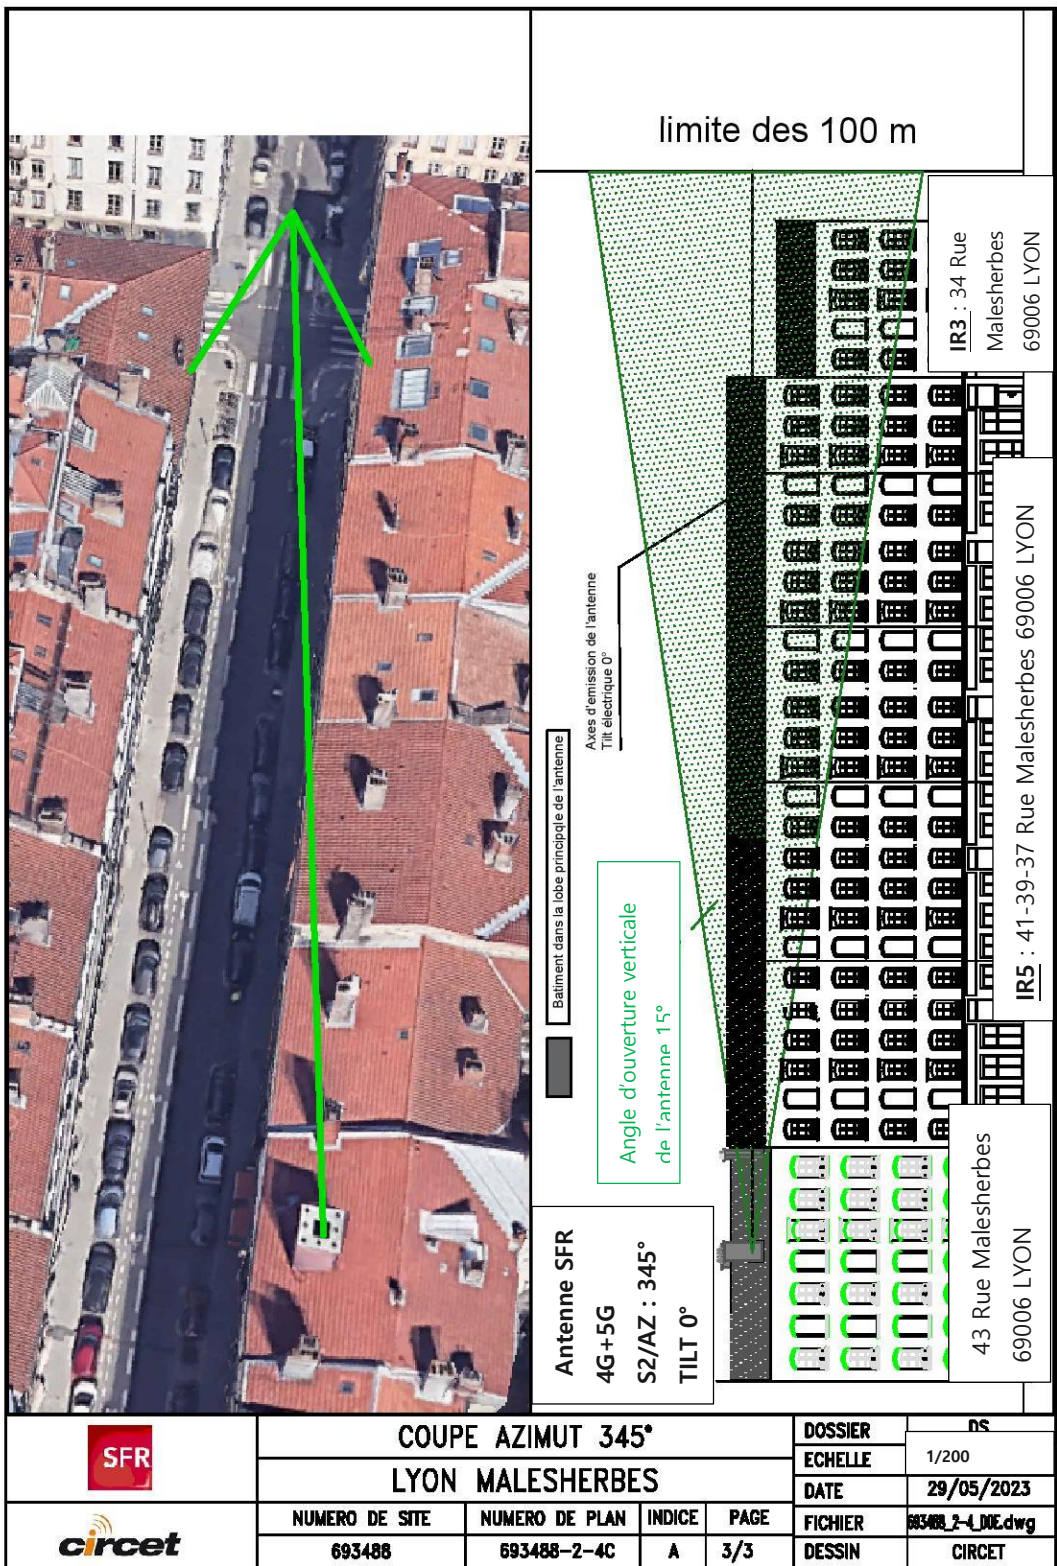 limite des 100 m
IR3 : 34 Rue
Malesherbes
69006 LYON
IR5 : 41-39-37 Rue Malesherbes 69006 LYON
Axes d'emission de l'antenne
Tilt électrique 0°
Batiment dans la lobe principqle de l'antenne
Angle d'ouverture verticale
de l'antenne 15°
Antenne SFR
4G+5G
S2/AZ : 345°
TILT 0°
43 Rue Malesherbes
69006 LYON
SFR
circet
COUPE AZIMUT 345°
LYON MALESHERBES
NUMERO DE SITE
693488
NUMERO DE PLAN
693488-2-4C
INDICE
A
PAGE
3/3
DOSSIER DS
ECHELLE 1/200
DATE 29/05/2023
FICHIER 693488_2-4_DOE.dwg
DESSIN CIRCET